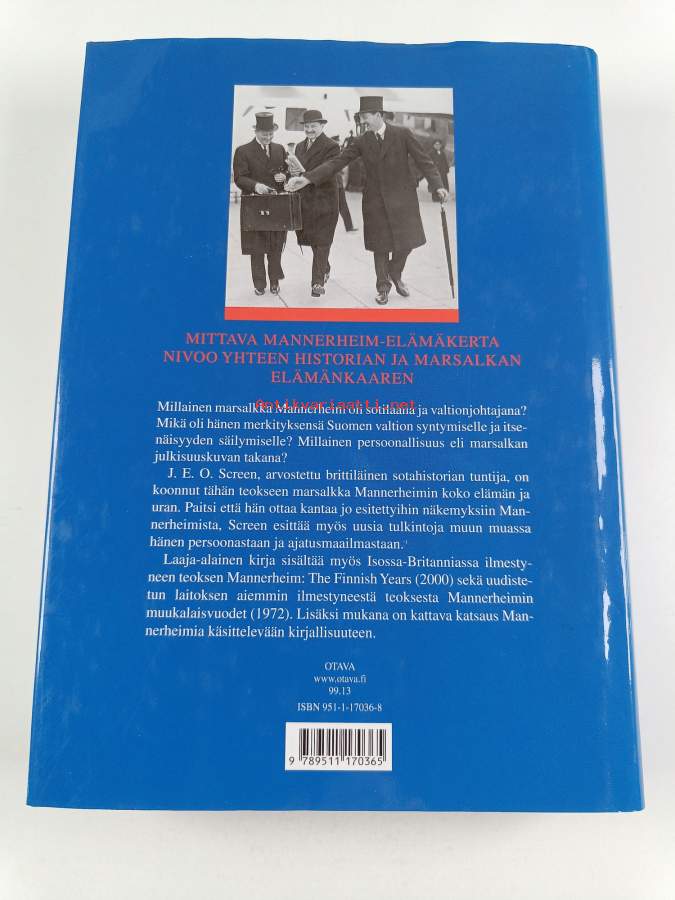 MITTAVA MANNERHEIM-ELÄMÄKERTA
NIVOO YHTEEN HISTORIAN JA MARSALKAN
ELÄMÄNKAAREN
Antikvariaatti.net
Millainen marsalkka Mannerheim oli sotilaana ja valtionjohtajana?
Mikä oli hänen merkityksensä Suomen valtion syntymiselle ja itse-
näisyyden säilymiselle? Millainen persoonallisuus eli marsalkan
julkisuuskuvan takana?
J. E. O. Screen, arvostettu brittiläinen sotahistorian tuntija, on
koonnut tähän teokseen marsalkka Mannerheimin koko elämän ja
uran. Paitsi että hän ottaa kantaa jo esitettyihin näkemyksiin Man-
nerheimista, Screen esittää myös uusia tulkintoja muun muassa
hänen persoonastaan ja ajatusmaailmastaan.
Laaja-alainen kirja sisältää myös Isossa-Britanniassa ilmesty-
neen teoksen Mannerheim: The Finnish Years (2000) sekä uudiste-
tun laitoksen aiemmin ilmestyneestä teoksesta Mannerheimin
muukalaisvuodet (1972). Lisäksi mukana on kattava katsaus Man-
nerheimia käsittelevään kirjallisuuteen.
OTAVA
www.otava.fi
99.13
ISBN 951-1-17036-8
9 789511 170365